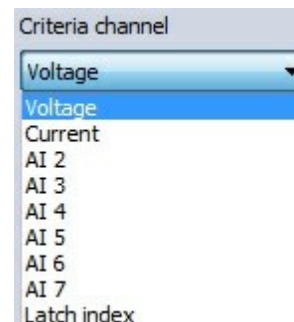 Criteria channel
Voltage
Voltage
Current
AI 2
AI 3
AI 4
AI 5
AI 6
AI 7
Latch index